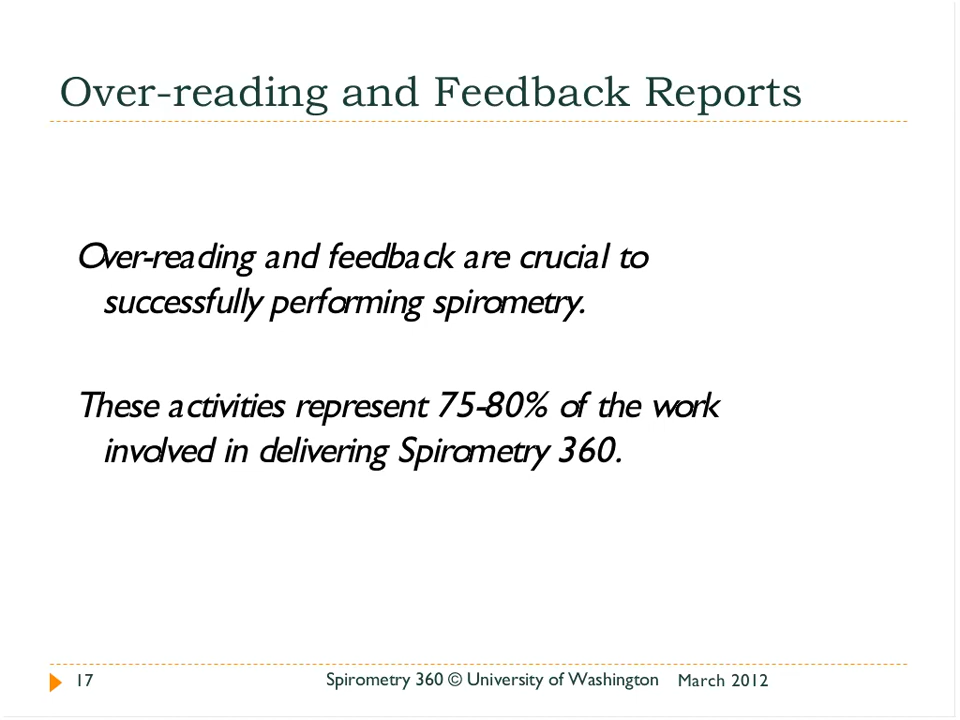 Over-reading and Feedback Reports
Over-reading and feedback are crucial to
successfully performing spirometry.
These activities represent 75-80% of the work
involved in delivering Spirometry 360.
17 Spirometry 360 © University of Washington March 2012